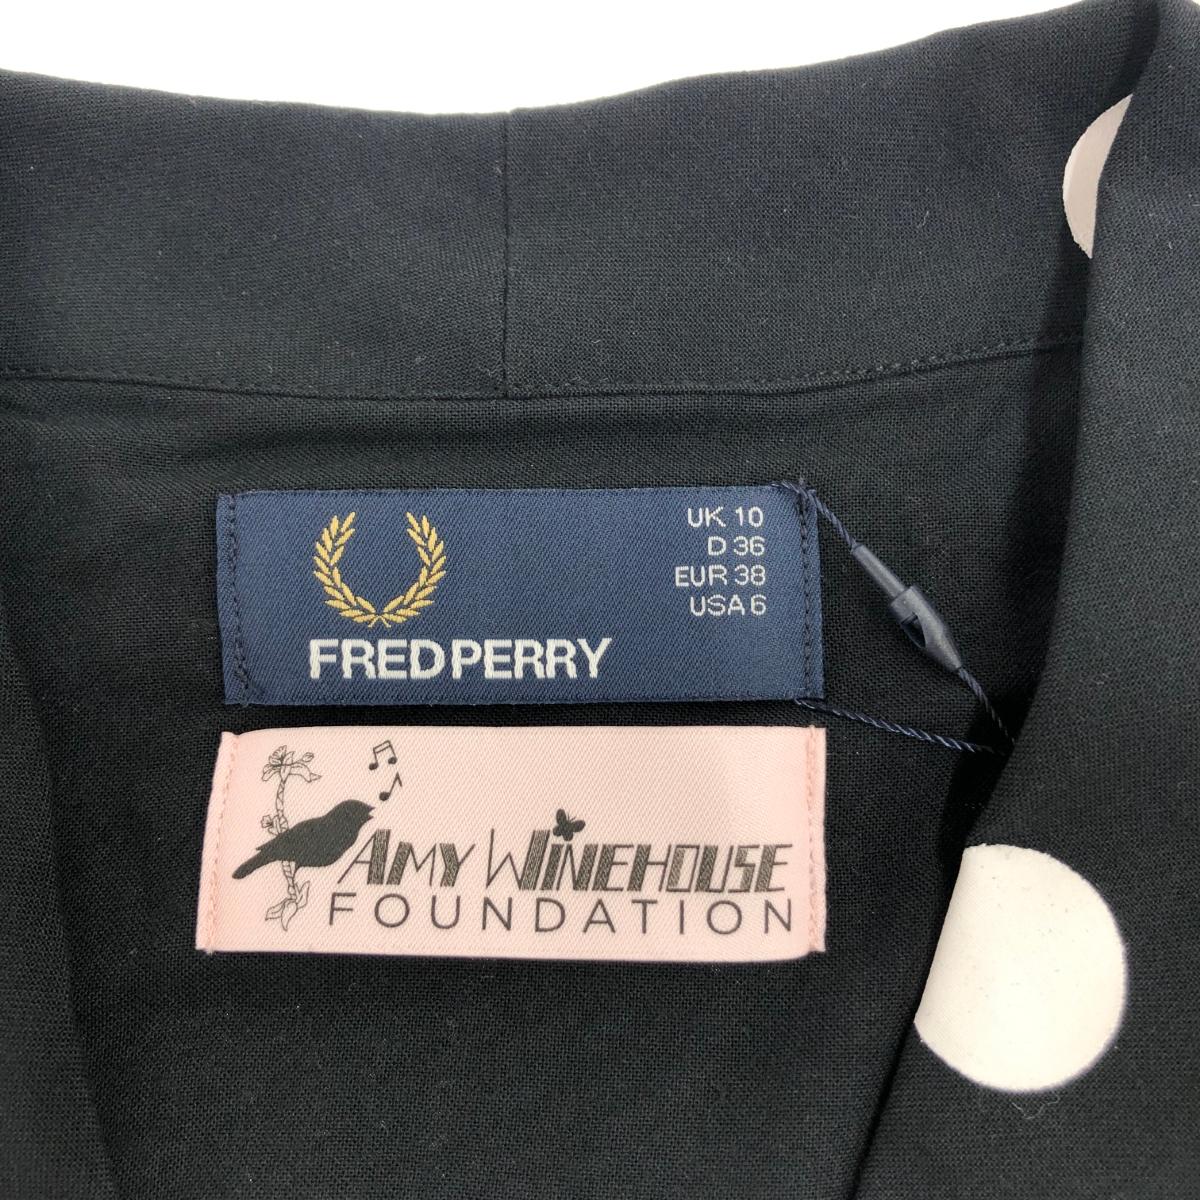 UK 10
D 36
EUR 38
USA 6
FRED PERRY
AMY WINEHOUSE
FOUNDATION